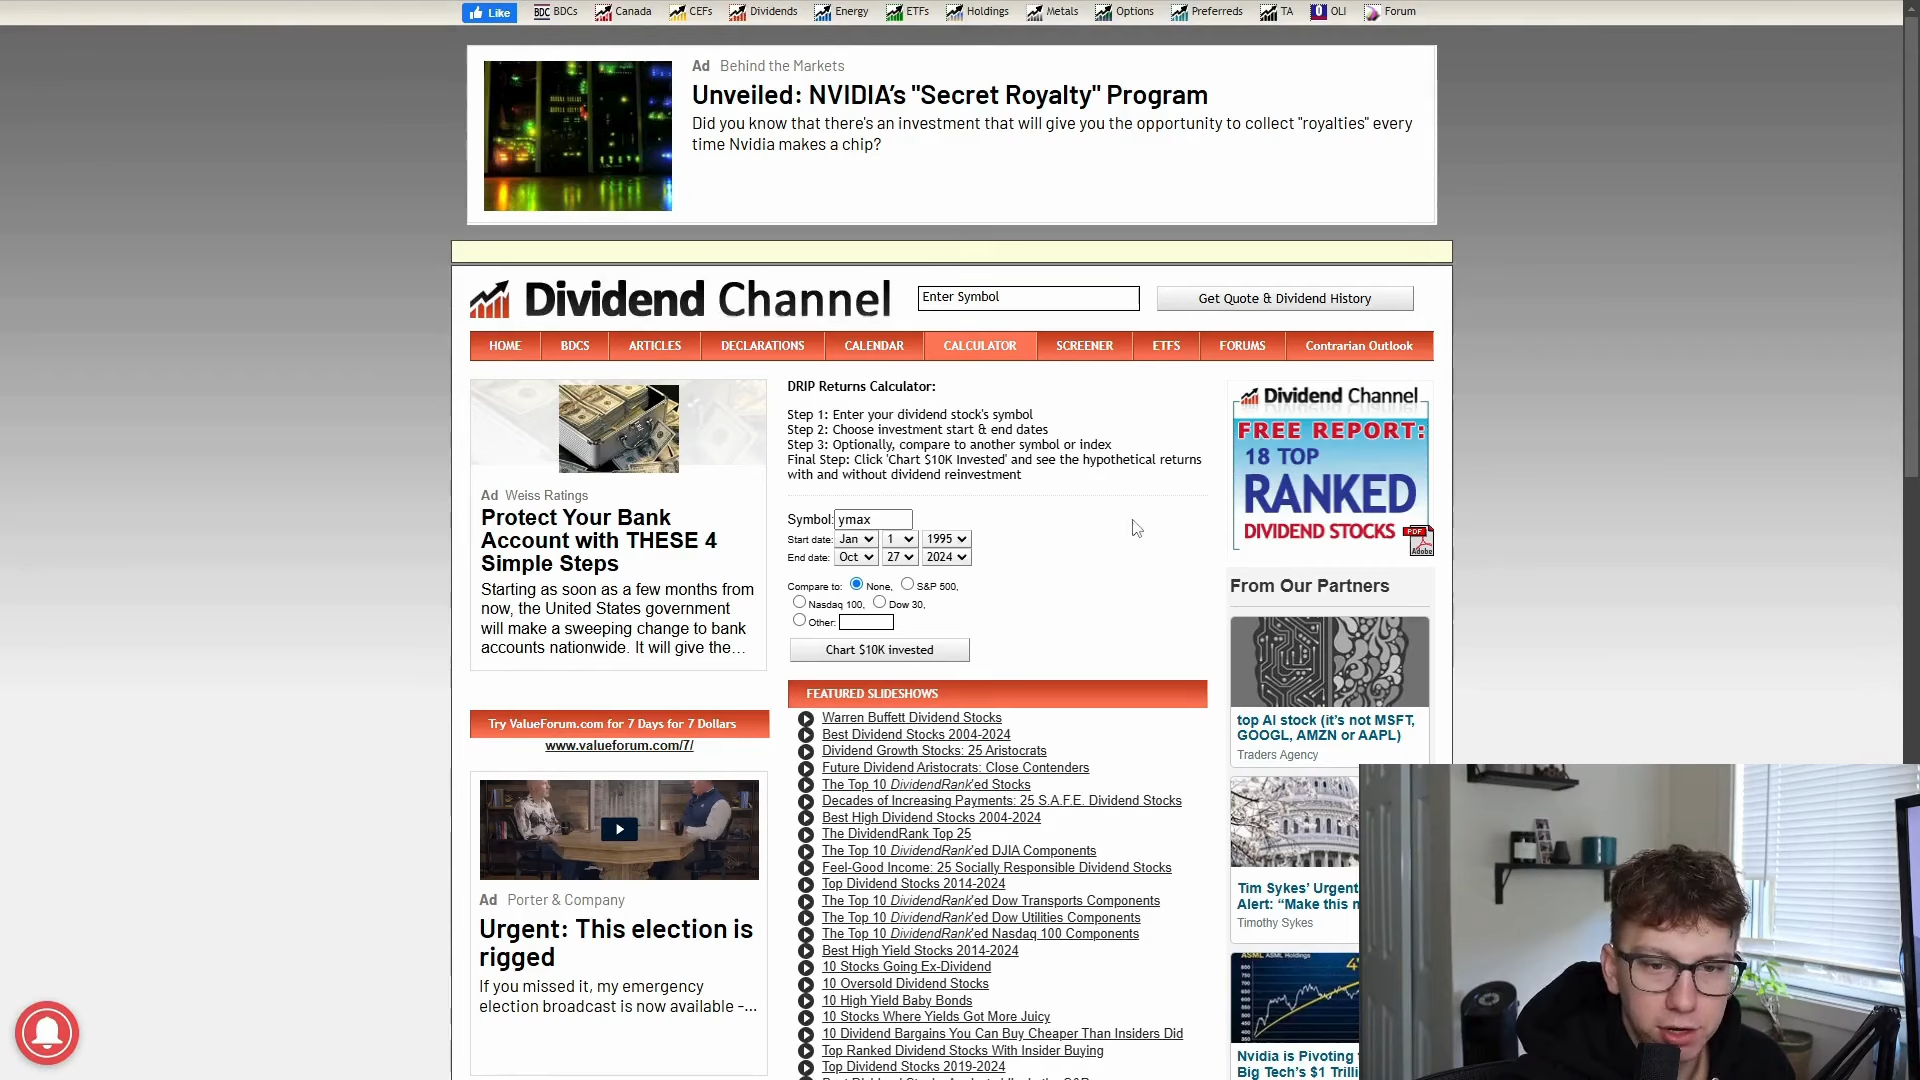 Like
BDC BDCs
Canada
CEFs
Dividends
Energy
ETFs
Holdings
Metals
Options
Preferreds
TA
OLI
Forum
Ad Behind the Markets
Unveiled: NVIDIA's "Secret Royalty" Program
Did you know that there's an investment that will give you the opportunity to collect "royalties" every
time Nvidia makes a chip?
Dividend Channel
Enter Symbol
Get Quote & Dividend History
HOME
BDCS
ARTICLES
DECLARATIONS
CALENDAR
CALCULATOR
SCREENER
ETFS
FORUMS
Contrarian Outlook
Ad Weiss Ratings
Protect Your Bank
Account with THESE 4
Simple Steps
Starting as soon as a few months from
now, the United States government
will make a sweeping change to bank
accounts nationwide. It will give the...
Try ValueForum.com for 7 Days for 7 Dollars
www.valueforum.com/7/
Ad Porter & Company
Urgent: This election is
rigged
If you missed it, my emergency
election broadcast is now available -...
DRIP Returns Calculator:
Step 1: Enter your dividend stock's symbol
Step 2: Choose investment start & end dates
Step 3: Optionally, compare to another symbol or index
Final Step: Click 'Chart $10K Invested' and see the hypothetical returns
with and without dividend reinvestment
Symbol: ymax
Start date: Jan 1 1995
End date: Oct 27 2024
Compare to: None, S&P 500,
Nasdaq 100, Dow 30,
Other:
Chart $10K invested
FEATURED SLIDESHOWS
Warren Buffett Dividend Stocks
Best Dividend Stocks 2004-2024
Dividend Growth Stocks: 25 Aristocrats
Future Dividend Aristocrats: Close Contenders
The Top 10 DividendRank'ed Stocks
Decades of Increasing Payments: 25 S.A.F.E. Dividend Stocks
Best High Dividend Stocks 2004-2024
The DividendRank Top 25
The Top 10 DividendRank'ed DJIA Components
Feel-Good Income: 25 Socially Responsible Dividend Stocks
Top Dividend Stocks 2014-2024
The Top 10 DividendRank'ed Dow Transports Components
The Top 10 DividendRank'ed Dow Utilities Components
The Top 10 DividendRank'ed Nasdaq 100 Components
Best High Yield Stocks 2014-2024
10 Stocks Going Ex-Dividend
10 Oversold Dividend Stocks
10 High Yield Baby Bonds
10 Stocks Where Yields Got More Juicy
10 Dividend Bargains You Can Buy Cheaper Than Insiders Did
Top Ranked Dividend Stocks With Insider Buying
Top Dividend Stocks 2019-2024
Dividend Channel
FREE REPORT:
18 TOP
RANKED
DIVIDEND STOCKS
PDF
Adobe
From Our Partners
top AI stock (it's not MSFT,
GOOGL, AMZN or AAPL)
Traders Agency
Tim Sykes' Urgent
Alert: "Make this
Timothy Sykes
ASML ASML Holdings
Nvidia is Pivoting
Big Tech's $1 Trilli